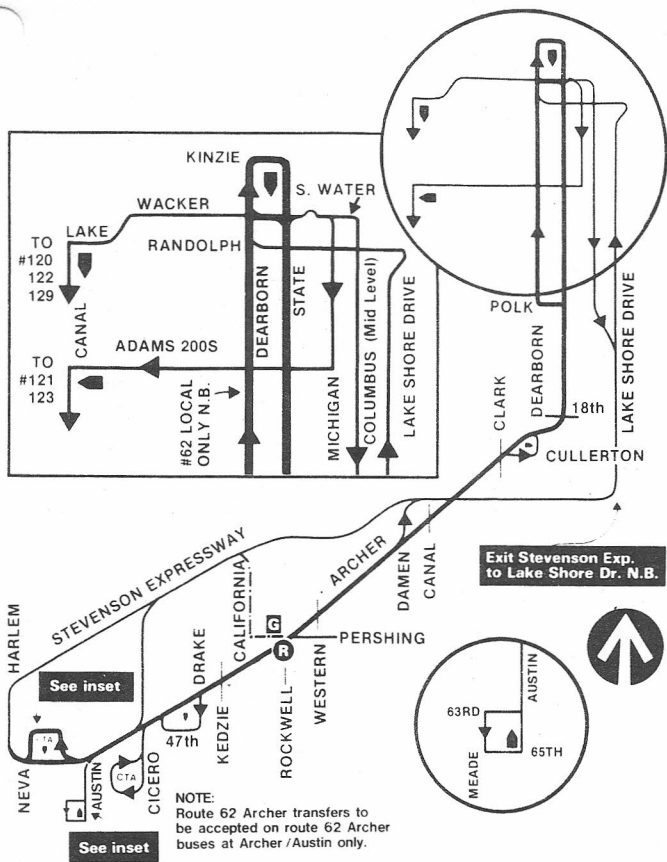 KINZIE
S. WATER
WACKER
LAKE
TO
#120
122
129
RANDOLPH
CANAL
DEARBORN
STATE
ADAMS 200S
TO
#121
123
#62 LOCAL
ONLY N.B.
MICHIGAN
COLUMBUS (Mid Level)
LAKE SHORE DRIVE
POLK
DEARBORN
LAKE SHORE DRIVE
18th
CLARK
CULLERTON
STEVENSON EXPRESSWAY
ARCHER
DAMEN
CANAL
Exit Stevenson Exp.
to Lake Shore Dr. N.B.
HARLEM
CALIFORNIA
G
PERSHING
R
DRAKE
WESTERN
See inset
CTA
47th
KEDZIE
ROCKWELL
NEVA
AUSTIN
CTA
CICERO
See inset
NOTE:
Route 62 Archer transfers to
be accepted on route 62 Archer
buses at Archer/Austin only.
AUSTIN
63RD
65TH
MEADE